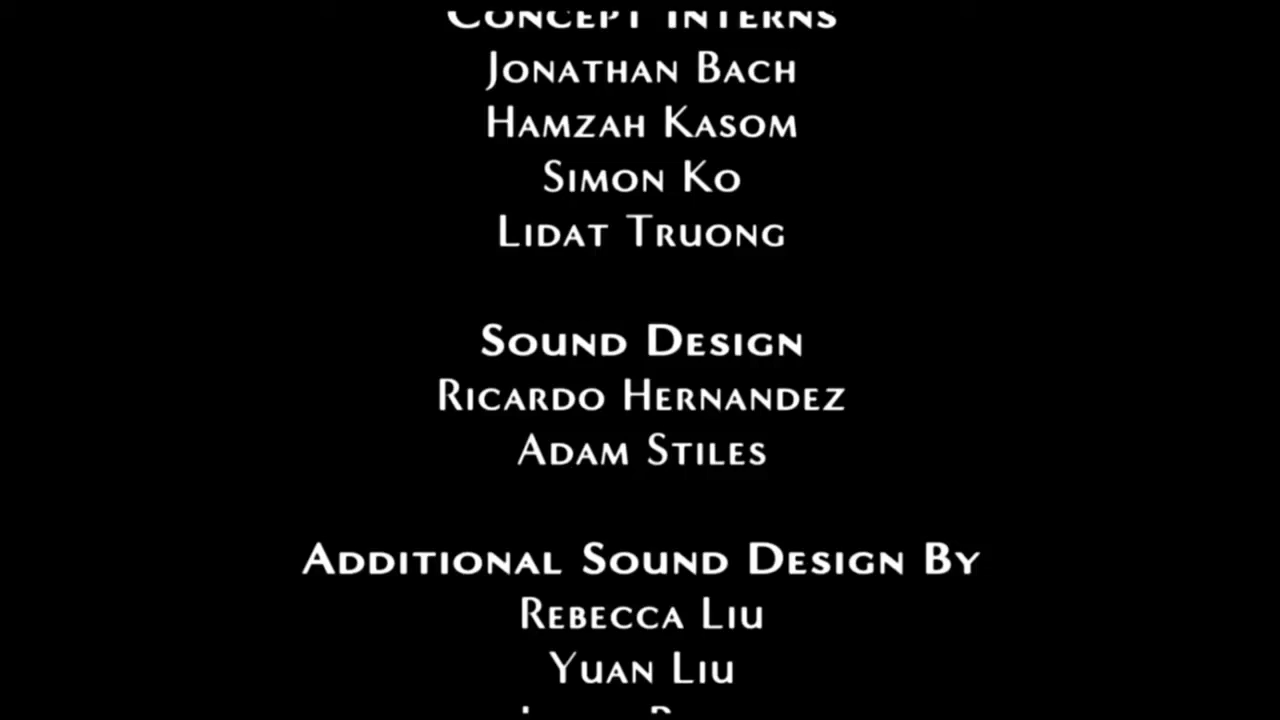 Concept Interns
Jonathan Bach
Hamzah Kasom
Simon Ko
Lidat Truong
Sound Design
Ricardo Hernandez
Adam Stiles
Additional Sound Design By
Rebecca Liu
Yuan Liu